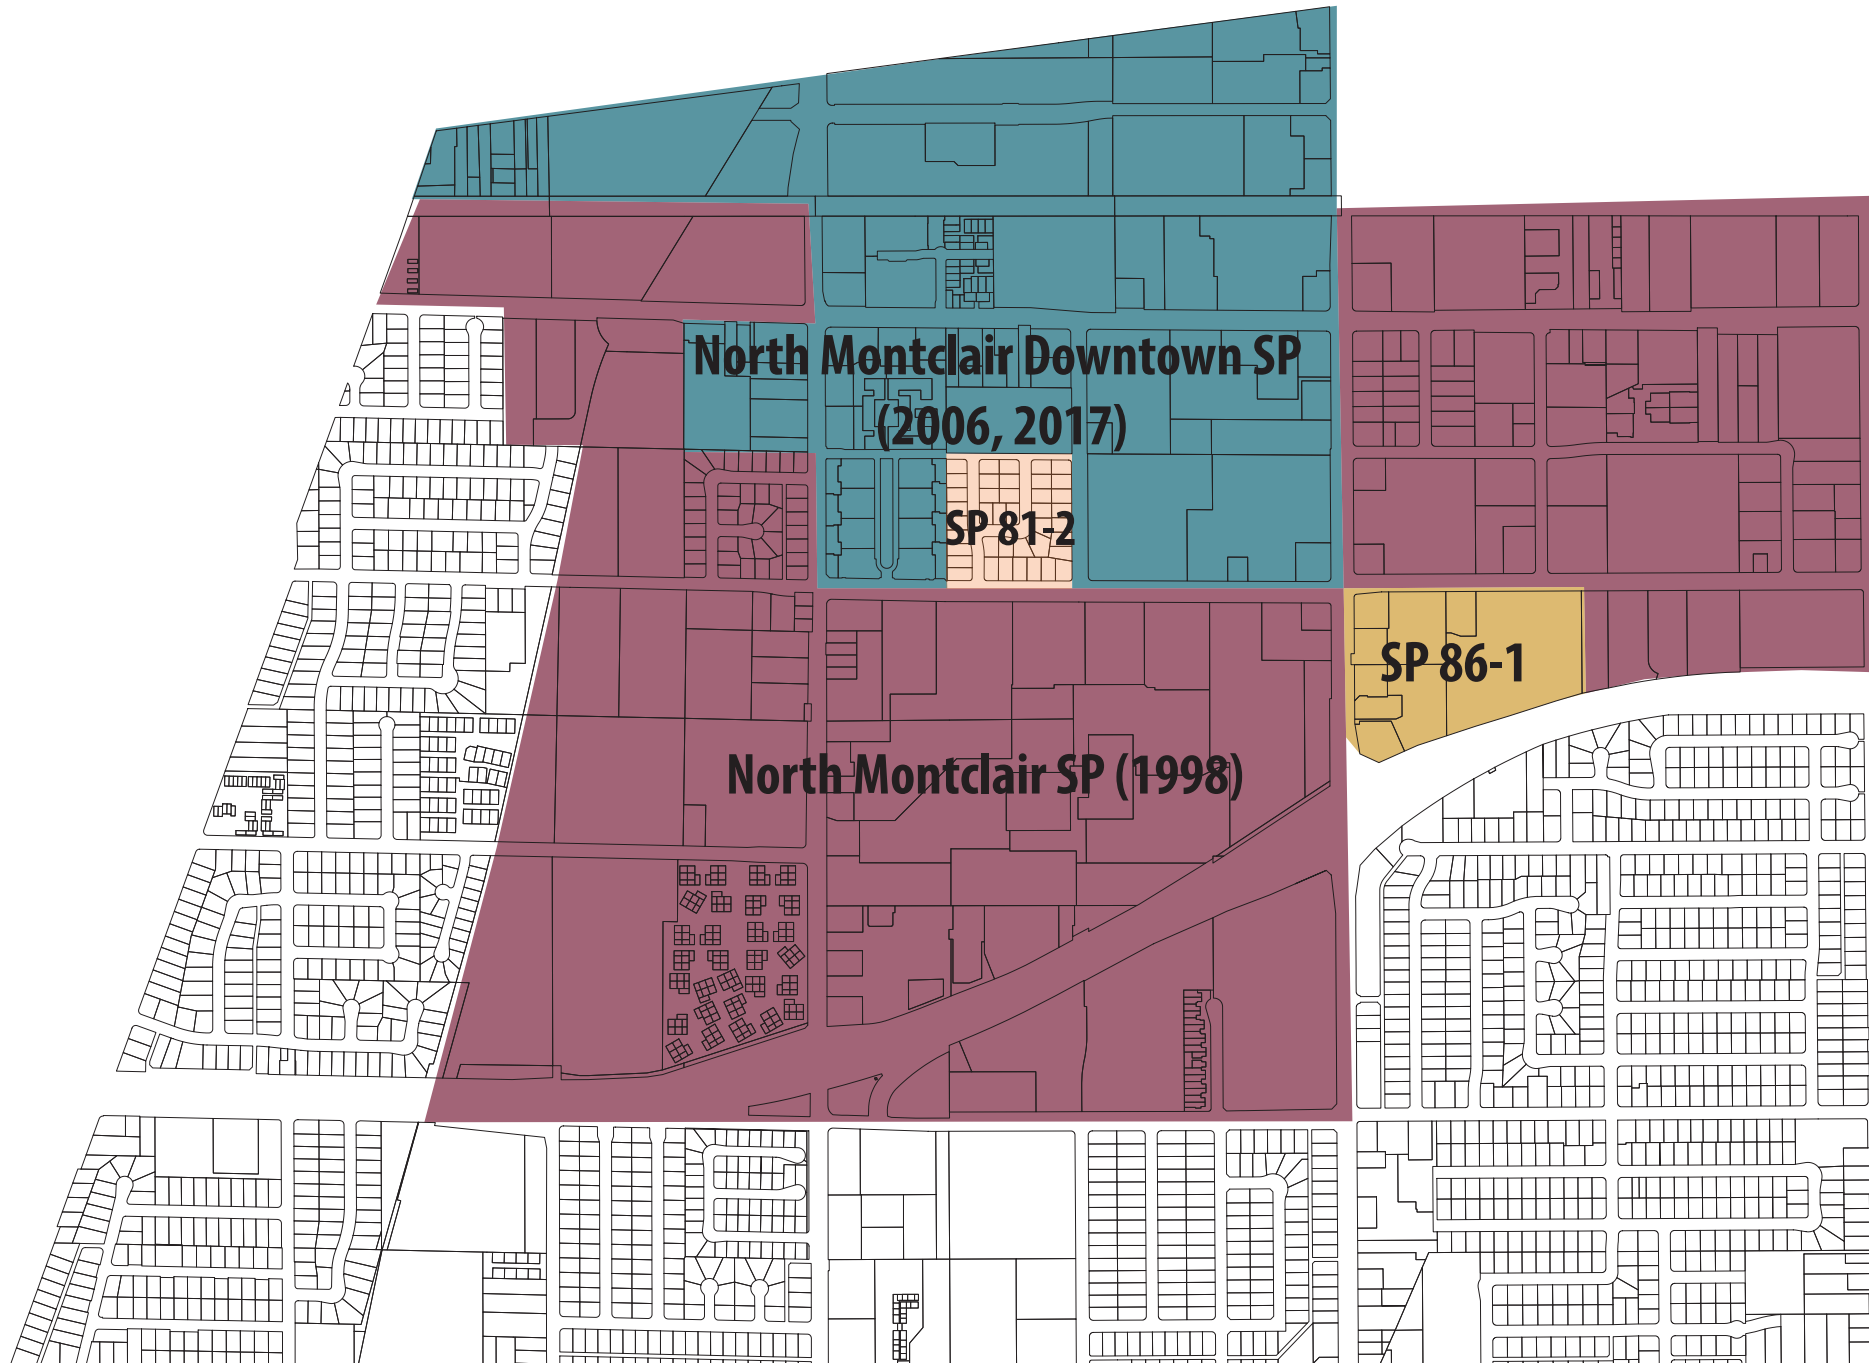 North Montclair Downtown SP
(2006, 2017)
SP 81-2
SP 86-1
North Montclair SP (1998)